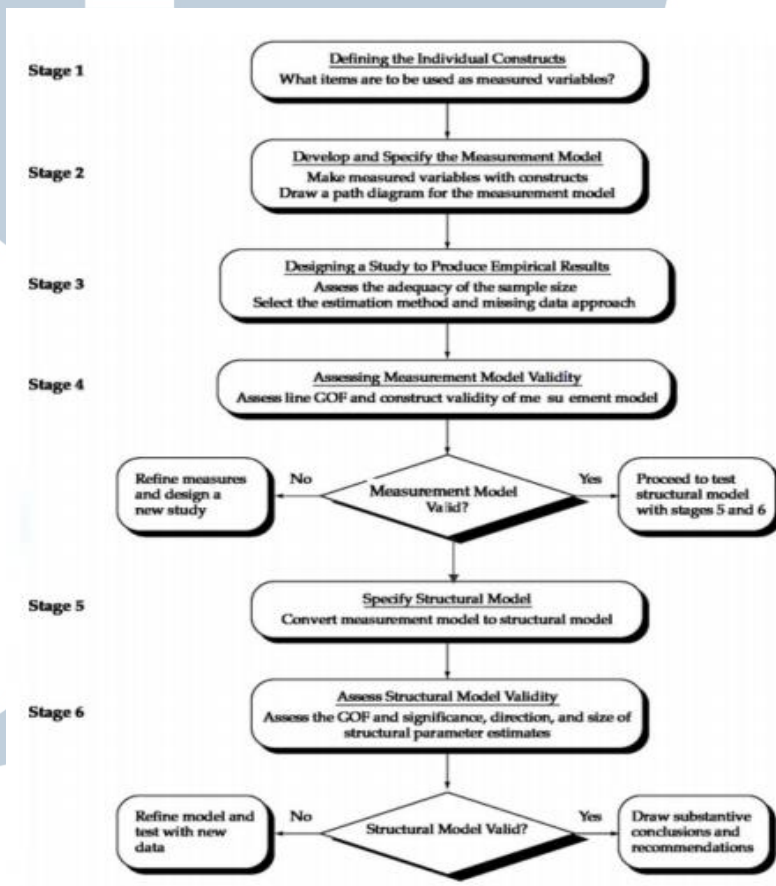 Stage 1
Defining the Individual Constructs
What items are to be used as measured variables?
Stage 2
Develop and Specify the Measurement Model
Make measured variables with constructs
Draw a path diagram for the measurement model
Stage 3
Designing a Study to Produce Empirical Results
Assess the adequacy of the sample size
Select the estimation method and missing data approach
Stage 4
Assessing Measurement Model Validity
Assess line GOF and construct validity of me su ement model
Refine measures
and design a
new study
No
Measurement Model
Valid?
Yes
Proceed to test
structural model
with stages 5 and 6
Stage 5
Specify Structural Model
Convert measurement model to structural model
Stage 6
Assess Structural Model Validity
Assess the GOF and significance, direction, and size of
structural parameter estimates
Refine model and
test with new
data
No
Structural Model Valid?
Yes
Draw substantive
conclusions and
recommendations